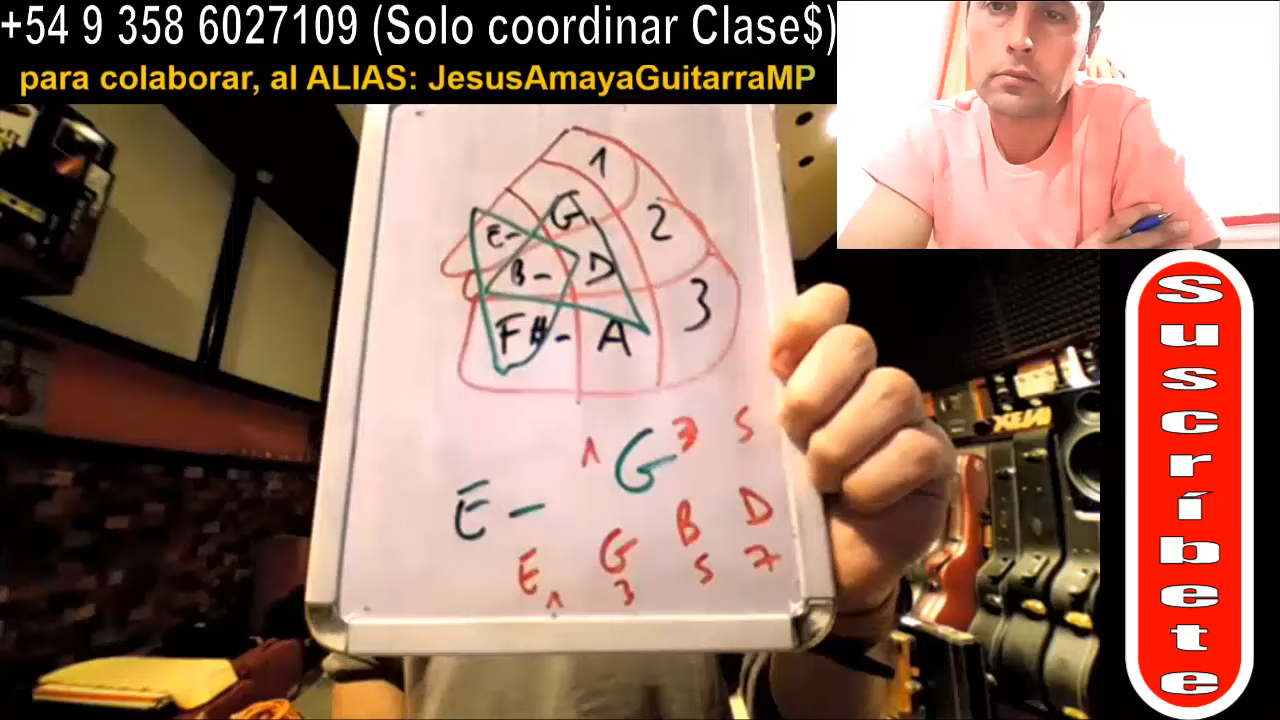 +54 9 358 6027109 (Solo coordinar Clase$)
para colaborar, al ALIAS: JesusAmayaGuitarraMP
1
G
2
E-
B- D
3
F#- A
1 G 3 5
E-
E G B D
1 3 5 7
Suscríbete